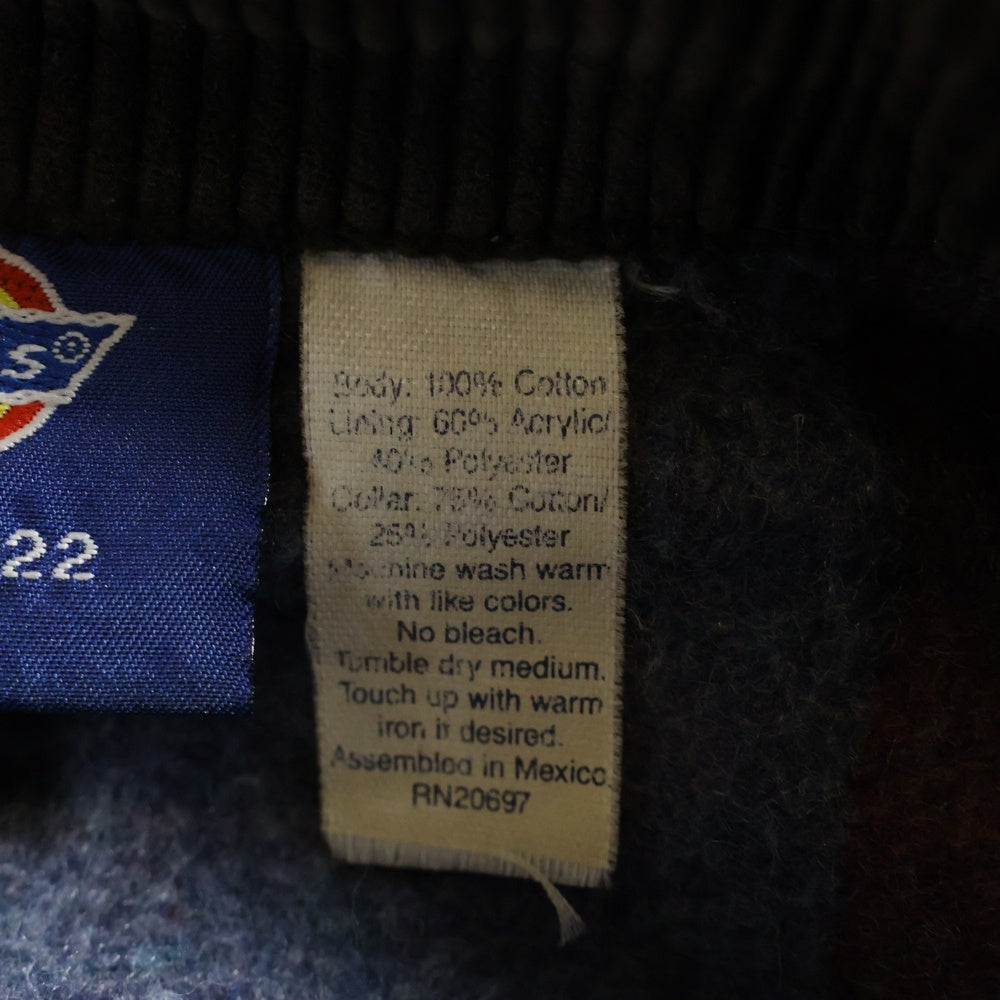 S®
22
Body: 100% Cotton
Lining: 60% Acrylic/
40% Polyester
Collar: 75% Cotton/
25% Polyester
Machine wash warm
with like colors.
No bleach.
Tumble dry medium.
Touch up with warm
iron if desired.
Assembled in Mexico
RN20697